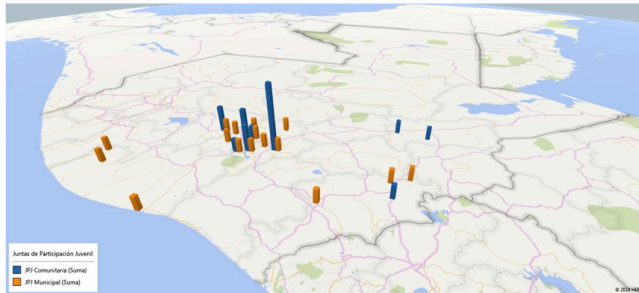 Juntas de Participación Juvenil
JPJ Comunitaria (Suma)
JPJ Municipal (Suma)